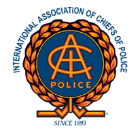 INTERNATIONAL ASSOCIATION OF CHIEFS OF POLICE
IACP
POLICE
SINCE 1893